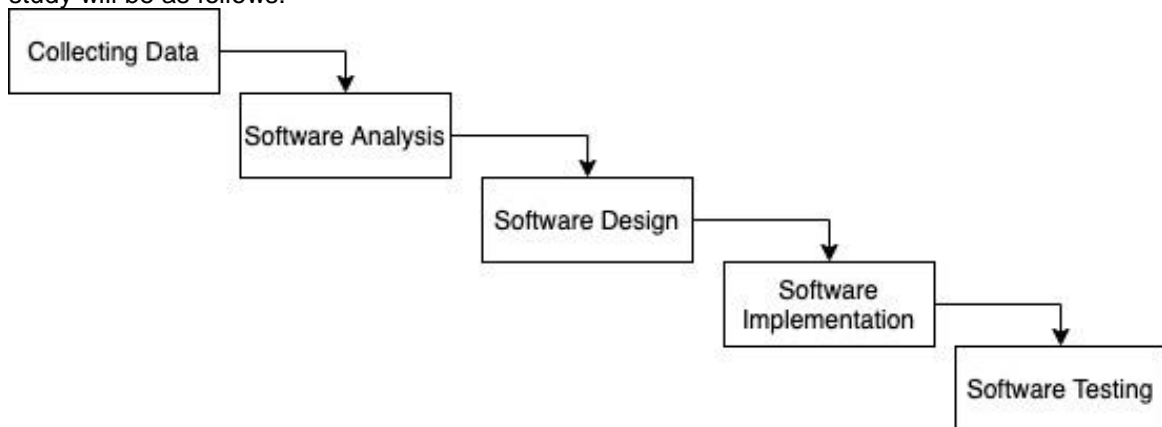 study will be as follows.
Collecting Data
Software Analysis
Software Design
Software
Implementation
Software Testing